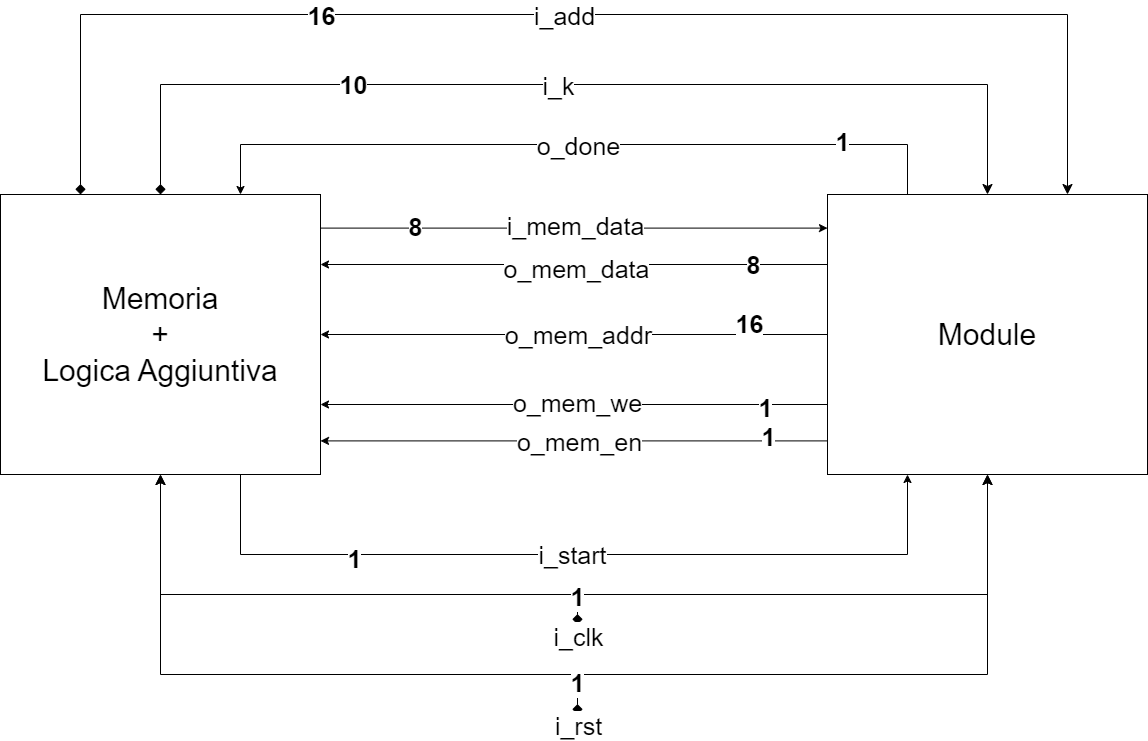 16 i_add
10 i_k
o_done 1
8 i_mem_data
o_mem_data 8
Memoria
+
Logica Aggiuntiva
o_mem_addr 16
Module
o_mem_we 1
o_mem_en 1
1 i_start
1
i_clk
1
i_rst